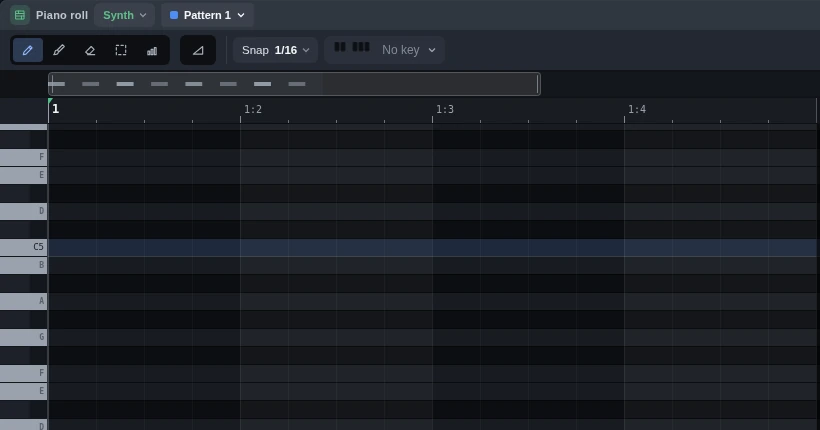 Piano roll Synth Pattern 1
Snap 1/16 No key
1 1:2 1:3 1:4
F
E
D
C5
B
A
G
F
E
D